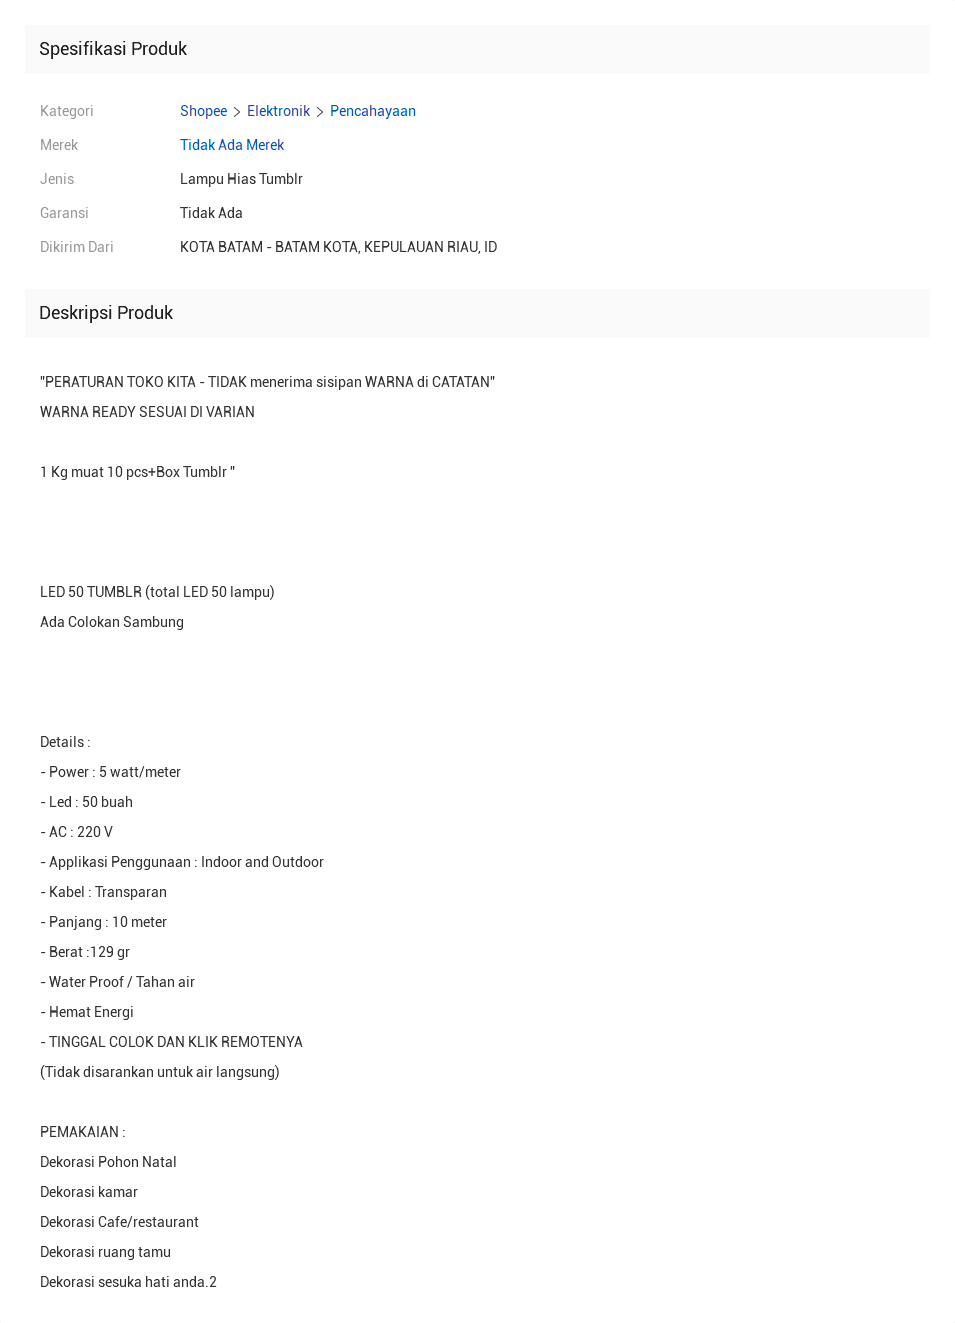 Spesifikasi Produk
Kategori Shopee > Elektronik > Pencahayaan
Merek Tidak Ada Merek
Jenis Lampu Hias Tumblr
Garansi Tidak Ada
Dikirim Dari KOTA BATAM - BATAM KOTA, KEPULAUAN RIAU, ID
Deskripsi Produk
"PERATURAN TOKO KITA - TIDAK menerima sisipan WARNA di CATATAN"
WARNA READY SESUAI DI VARIAN
1 Kg muat 10 pcs+Box Tumblr "
LED 50 TUMBLR (total LED 50 lampu)
Ada Colokan Sambung
Details :
- Power : 5 watt/meter
- Led : 50 buah
- AC : 220 V
- Applikasi Penggunaan : Indoor and Outdoor
- Kabel : Transparan
- Panjang : 10 meter
- Berat :129 gr
- Water Proof / Tahan air
- Hemat Energi
- TINGGAL COLOK DAN KLIK REMOTENYA
(Tidak disarankan untuk air langsung)
PEMAKAIAN :
Dekorasi Pohon Natal
Dekorasi kamar
Dekorasi Cafe/restaurant
Dekorasi ruang tamu
Dekorasi sesuka hati anda.2